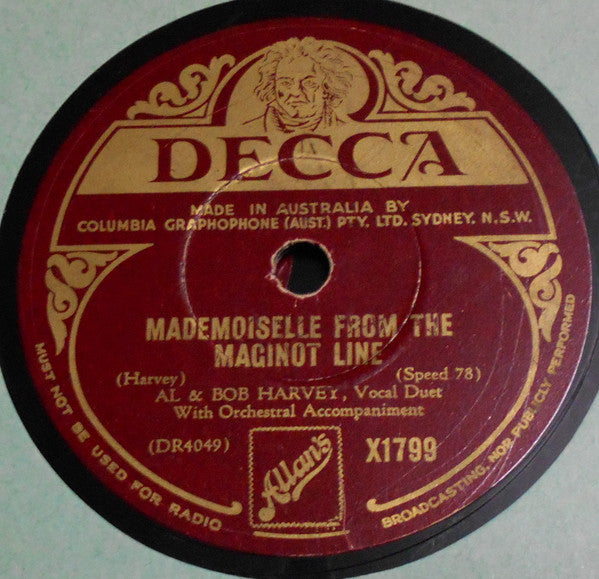 DECCA
MADE IN AUSTRALIA BY
COLUMBIA GRAPHOPHONE (AUST.) PTY. LTD. SYDNEY. N.S.W.
MADEMOISELLE FROM THE
MAGINOT LINE
(Harvey) (Speed 78)
AL & BOB HARVEY, Vocal Duet
With Orchestral Accompaniment
(DR4049) Allan's X1799
MUST NOT BE USED FOR RADIO
BROADCASTING, NOR PUBLICLY PERFORMED